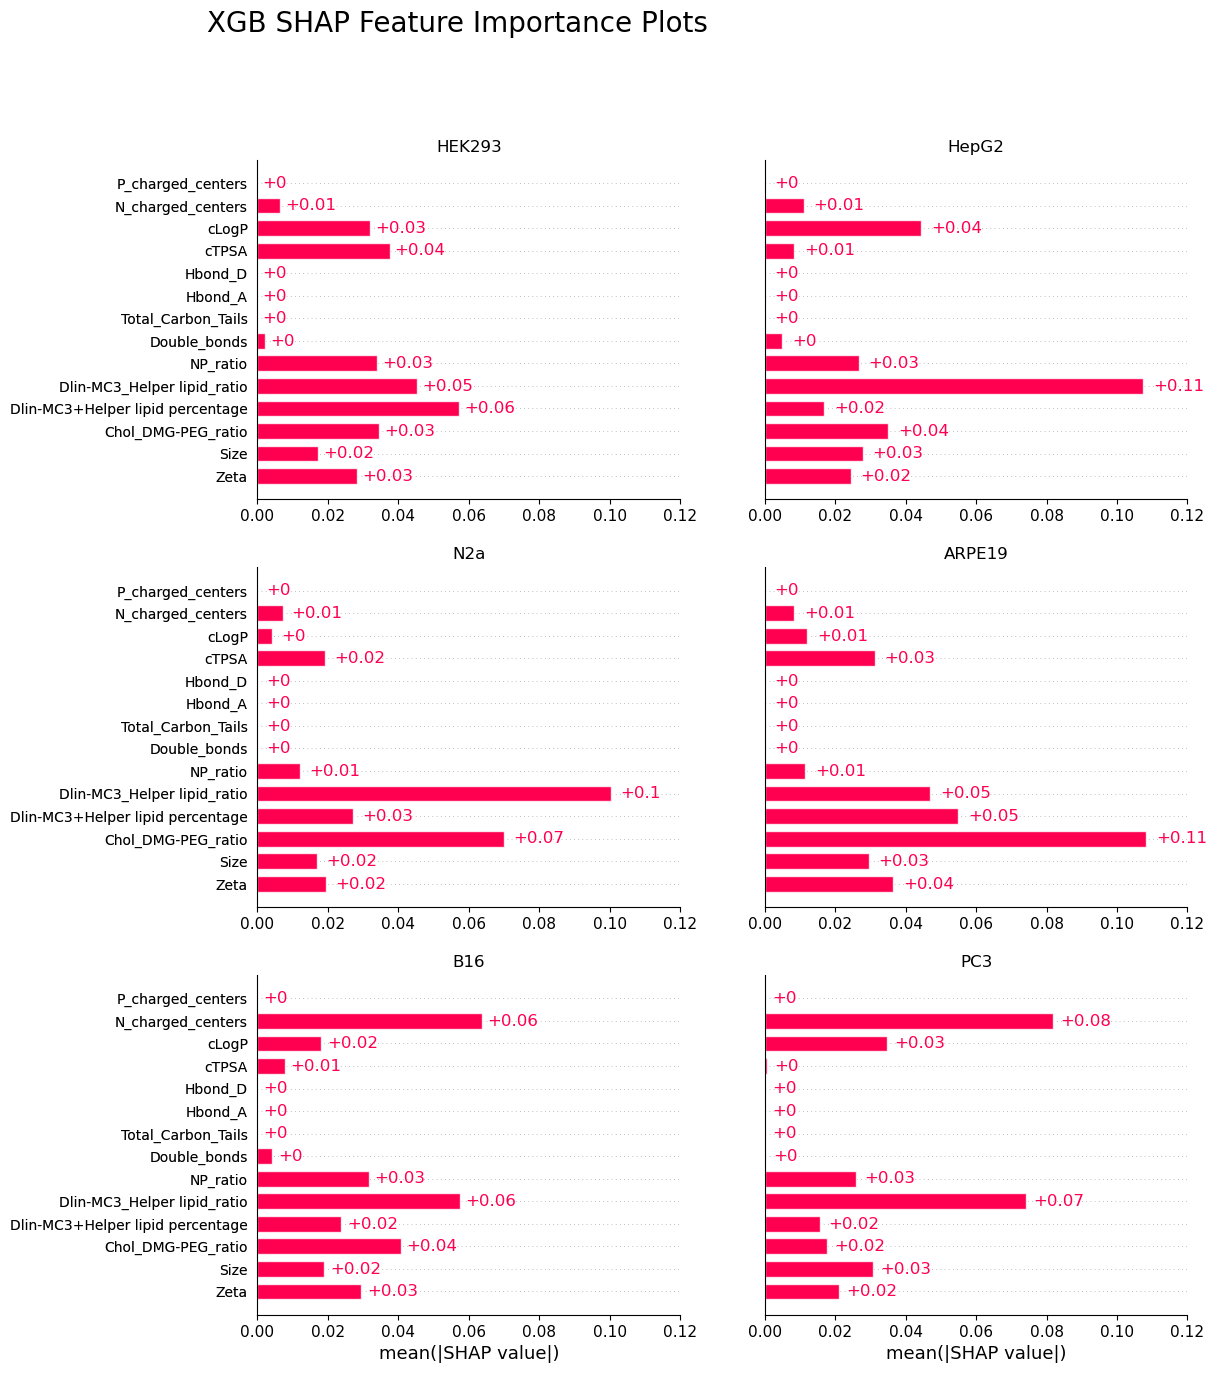 XGB SHAP Feature Importance Plots
HEK293
P_charged_centers +0
N_charged_centers +0.01
cLogP +0.03
cTPSA +0.04
Hbond_D +0
Hbond_A +0
Total_Carbon_Tails +0
Double_bonds +0
NP_ratio +0.03
Dlin-MC3_Helper lipid_ratio +0.05
Dlin-MC3+Helper lipid percentage +0.06
Chol_DMG-PEG_ratio +0.03
Size +0.02
Zeta +0.03
0.00 0.02 0.04 0.06 0.08 0.10 0.12
HepG2
+0
+0.01
+0.04
+0.01
+0
+0
+0
+0
+0.03
+0.11
+0.02
+0.04
+0.03
+0.02
0.00 0.02 0.04 0.06 0.08 0.10 0.12
N2a
P_charged_centers +0
N_charged_centers +0.01
cLogP +0
cTPSA +0.02
Hbond_D +0
Hbond_A +0
Total_Carbon_Tails +0
Double_bonds +0
NP_ratio +0.01
Dlin-MC3_Helper lipid_ratio +0.1
Dlin-MC3+Helper lipid percentage +0.03
Chol_DMG-PEG_ratio +0.07
Size +0.02
Zeta +0.02
0.00 0.02 0.04 0.06 0.08 0.10 0.12
ARPE19
+0
+0.01
+0.01
+0.03
+0
+0
+0
+0
+0.01
+0.05
+0.05
+0.11
+0.03
+0.04
0.00 0.02 0.04 0.06 0.08 0.10 0.12
B16
P_charged_centers +0
N_charged_centers +0.06
cLogP +0.02
cTPSA +0.01
Hbond_D +0
Hbond_A +0
Total_Carbon_Tails +0
Double_bonds +0
NP_ratio +0.03
Dlin-MC3_Helper lipid_ratio +0.06
Dlin-MC3+Helper lipid percentage +0.02
Chol_DMG-PEG_ratio +0.04
Size +0.02
Zeta +0.03
0.00 0.02 0.04 0.06 0.08 0.10 0.12
mean(|SHAP value|)
PC3
+0
+0.08
+0.03
+0
+0
+0
+0
+0
+0.03
+0.07
+0.02
+0.02
+0.03
+0.02
0.00 0.02 0.04 0.06 0.08 0.10 0.12
mean(|SHAP value|)